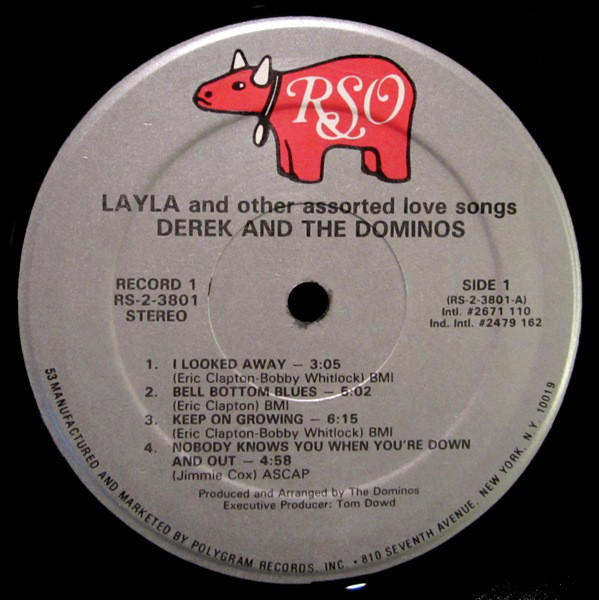 RSO
LAYLA and other assorted love songs
DEREK AND THE DOMINOS
RECORD 1
RS-2-3801
STEREO
SIDE 1
(RS-2-3801-A)
Intl. #2671 110
Ind. Intl. #2479 162
1. I LOOKED AWAY — 3:05
(Eric Clapton-Bobby Whitlock) BMI
2. BELL BOTTOM BLUES — 5:02
(Eric Clapton) BMI
3. KEEP ON GROWING — 6:15
(Eric Clapton-Bobby Whitlock) BMI
4. NOBODY KNOWS YOU WHEN YOU'RE DOWN
AND OUT — 4:58
(Jimmie Cox) ASCAP
Produced and Arranged by The Dominos
Executive Producer: Tom Dowd
53 MANUFACTURED AND MARKETED BY POLYGRAM RECORDS, INC. • 810 SEVENTH AVENUE, NEW YORK, N.Y. 10019